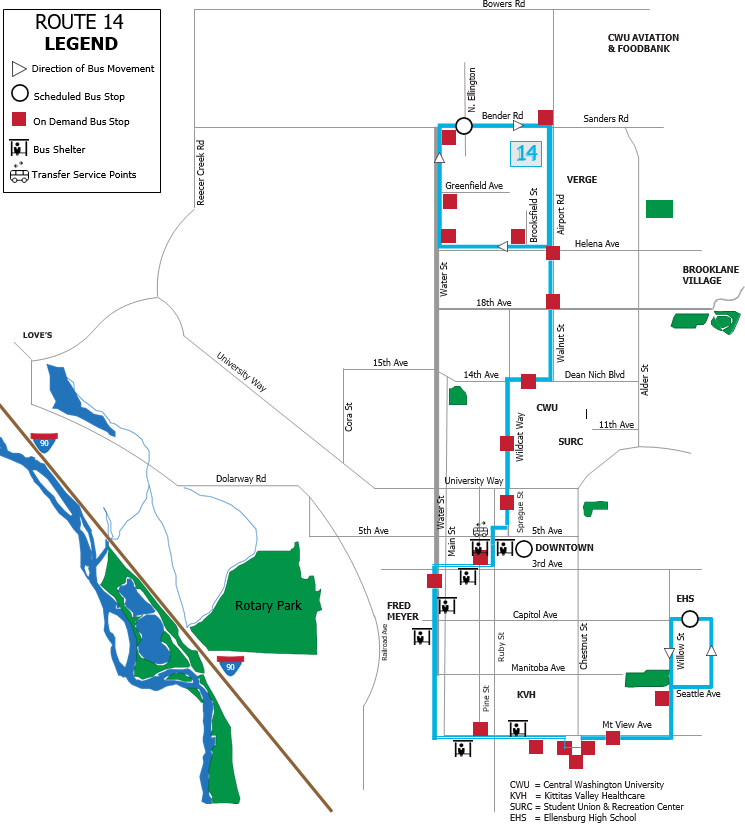 ROUTE 14
LEGEND
Direction of Bus Movement
Scheduled Bus Stop
On Demand Bus Stop
Bus Shelter
Transfer Service Points
Bowers Rd
CWU AVIATION
& FOODBANK
N. Ellington
Bender Rd
Sanders Rd
14
Reecer Creek Rd
VERGE
Greenfield Ave
Brooksfield St
Airport Rd
Helena Ave
Water St
BROOKLANE
VILLAGE
18th Ave
LOVE'S
University Way
Walnut St
15th Ave
14th Ave
Dean Nich Blvd
Alder St
Cora St
CWU
Wildcat Way
11th Ave
SURC
90
Dolarway Rd
University Way
Water St
Sprague St
5th Ave
Main St
5th Ave
DOWNTOWN
3rd Ave
Rotary Park
FRED
MEYER
EHS
Capitol Ave
Railroad Ave
Ruby St
Chestnut St
Willow St
90
Manitoba Ave
Pine St
KVH
Seattle Ave
Mt View Ave
CWU = Central Washington University
KVH = Kittitas Valley Healthcare
SURC = Student Union & Recreation Center
EHS = Ellensburg High School